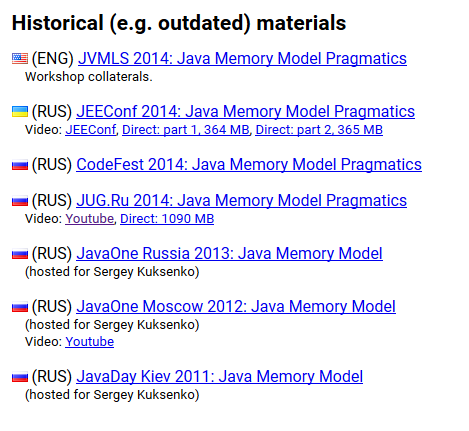 Historical (e.g. outdated) materials
(ENG) JVMLS 2014: Java Memory Model Pragmatics
Workshop collaterals.
(RUS) JEEConf 2014: Java Memory Model Pragmatics
Video: JEEConf, Direct: part 1, 364 MB, Direct: part 2, 365 MB
(RUS) CodeFest 2014: Java Memory Model Pragmatics
(RUS) JUG.Ru 2014: Java Memory Model Pragmatics
Video: Youtube, Direct: 1090 MB
(RUS) JavaOne Russia 2013: Java Memory Model
(hosted for Sergey Kuksenko)
(RUS) JavaOne Moscow 2012: Java Memory Model
(hosted for Sergey Kuksenko)
Video: Youtube
(RUS) JavaDay Kiev 2011: Java Memory Model
(hosted for Sergey Kuksenko)